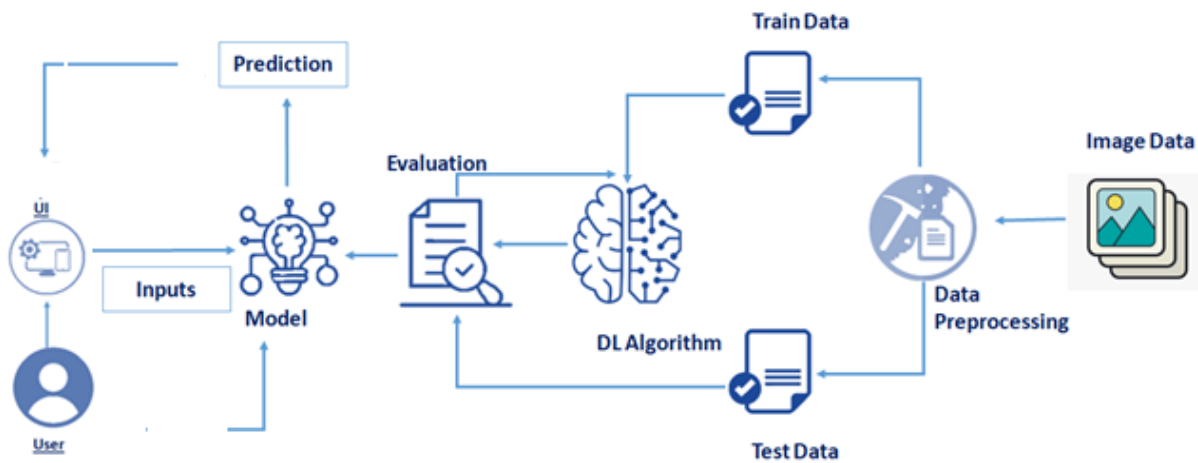 Train Data
Prediction
Image Data
Evaluation
UI
Inputs
Model
Data
Preprocessing
DL Algorithm
User
Test Data